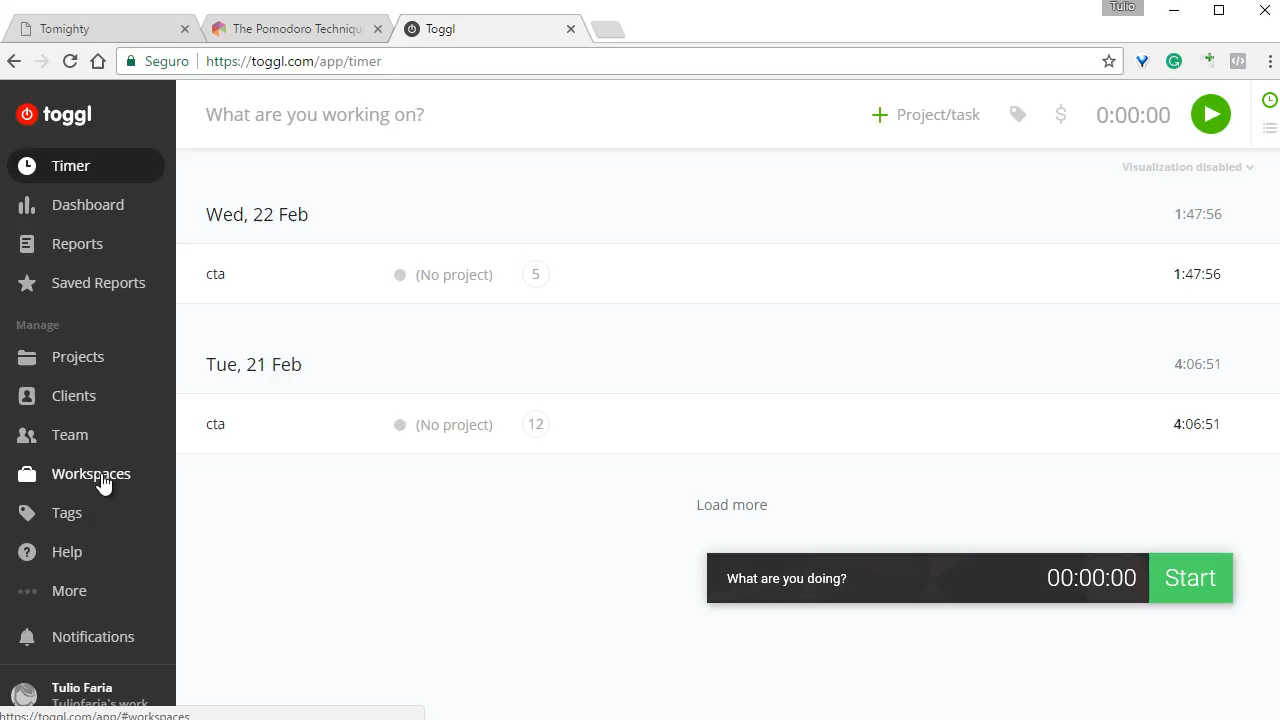 Tulio
Tomighty
The Pomodoro Techniqu
Toggl
Seguro
https://toggl.com/app/timer
toggl
What are you working on?
Project/task
$
0:00:00
Timer
Visualization disabled
Dashboard
Wed, 22 Feb
1:47:56
Reports
cta
(No project)
5
1:47:56
Saved Reports
Manage
Projects
Tue, 21 Feb
4:06:51
Clients
cta
(No project)
12
4:06:51
Team
Workspaces
Load more
Tags
Help
What are you doing?
00:00:00
Start
More
Notifications
Tulio Faria
Tuliofaria's work
https://toggl.com/app/#workspaces